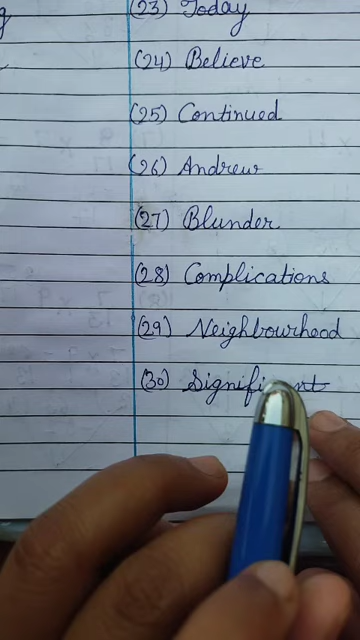 (23) Today
(24) Believe
(25) Continued
(26) Andrew
(27) Blunder
(28) Complications
(29) Neighbourhood
(30)